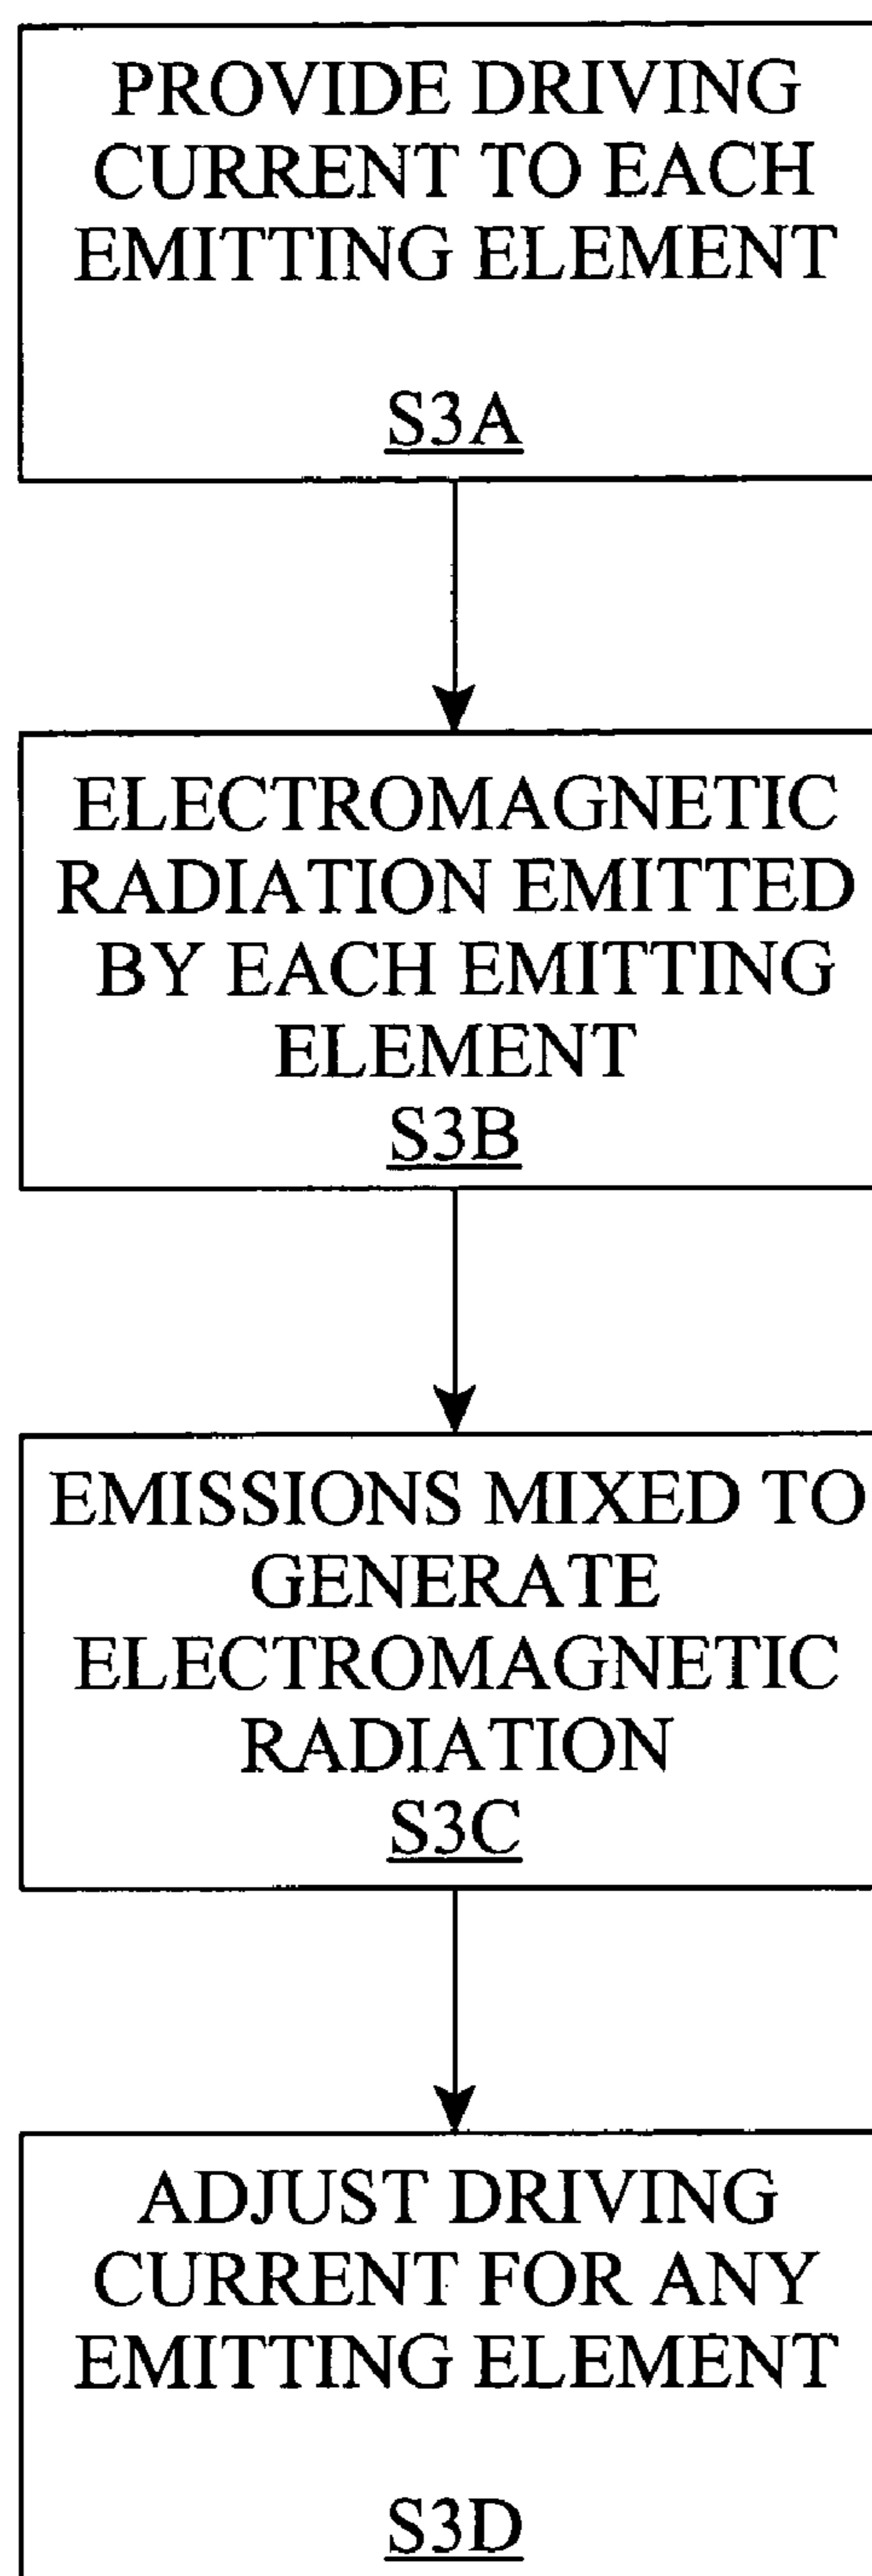 PROVIDE DRIVING
CURRENT TO EACH
EMITTING ELEMENT
S3A
ELECTROMAGNETIC
RADIATION EMITTED
BY EACH EMITTING
ELEMENT
S3B
EMISSIONS MIXED TO
GENERATE
ELECTROMAGNETIC
RADIATION
S3C
ADJUST DRIVING
CURRENT FOR ANY
EMITTING ELEMENT
S3D